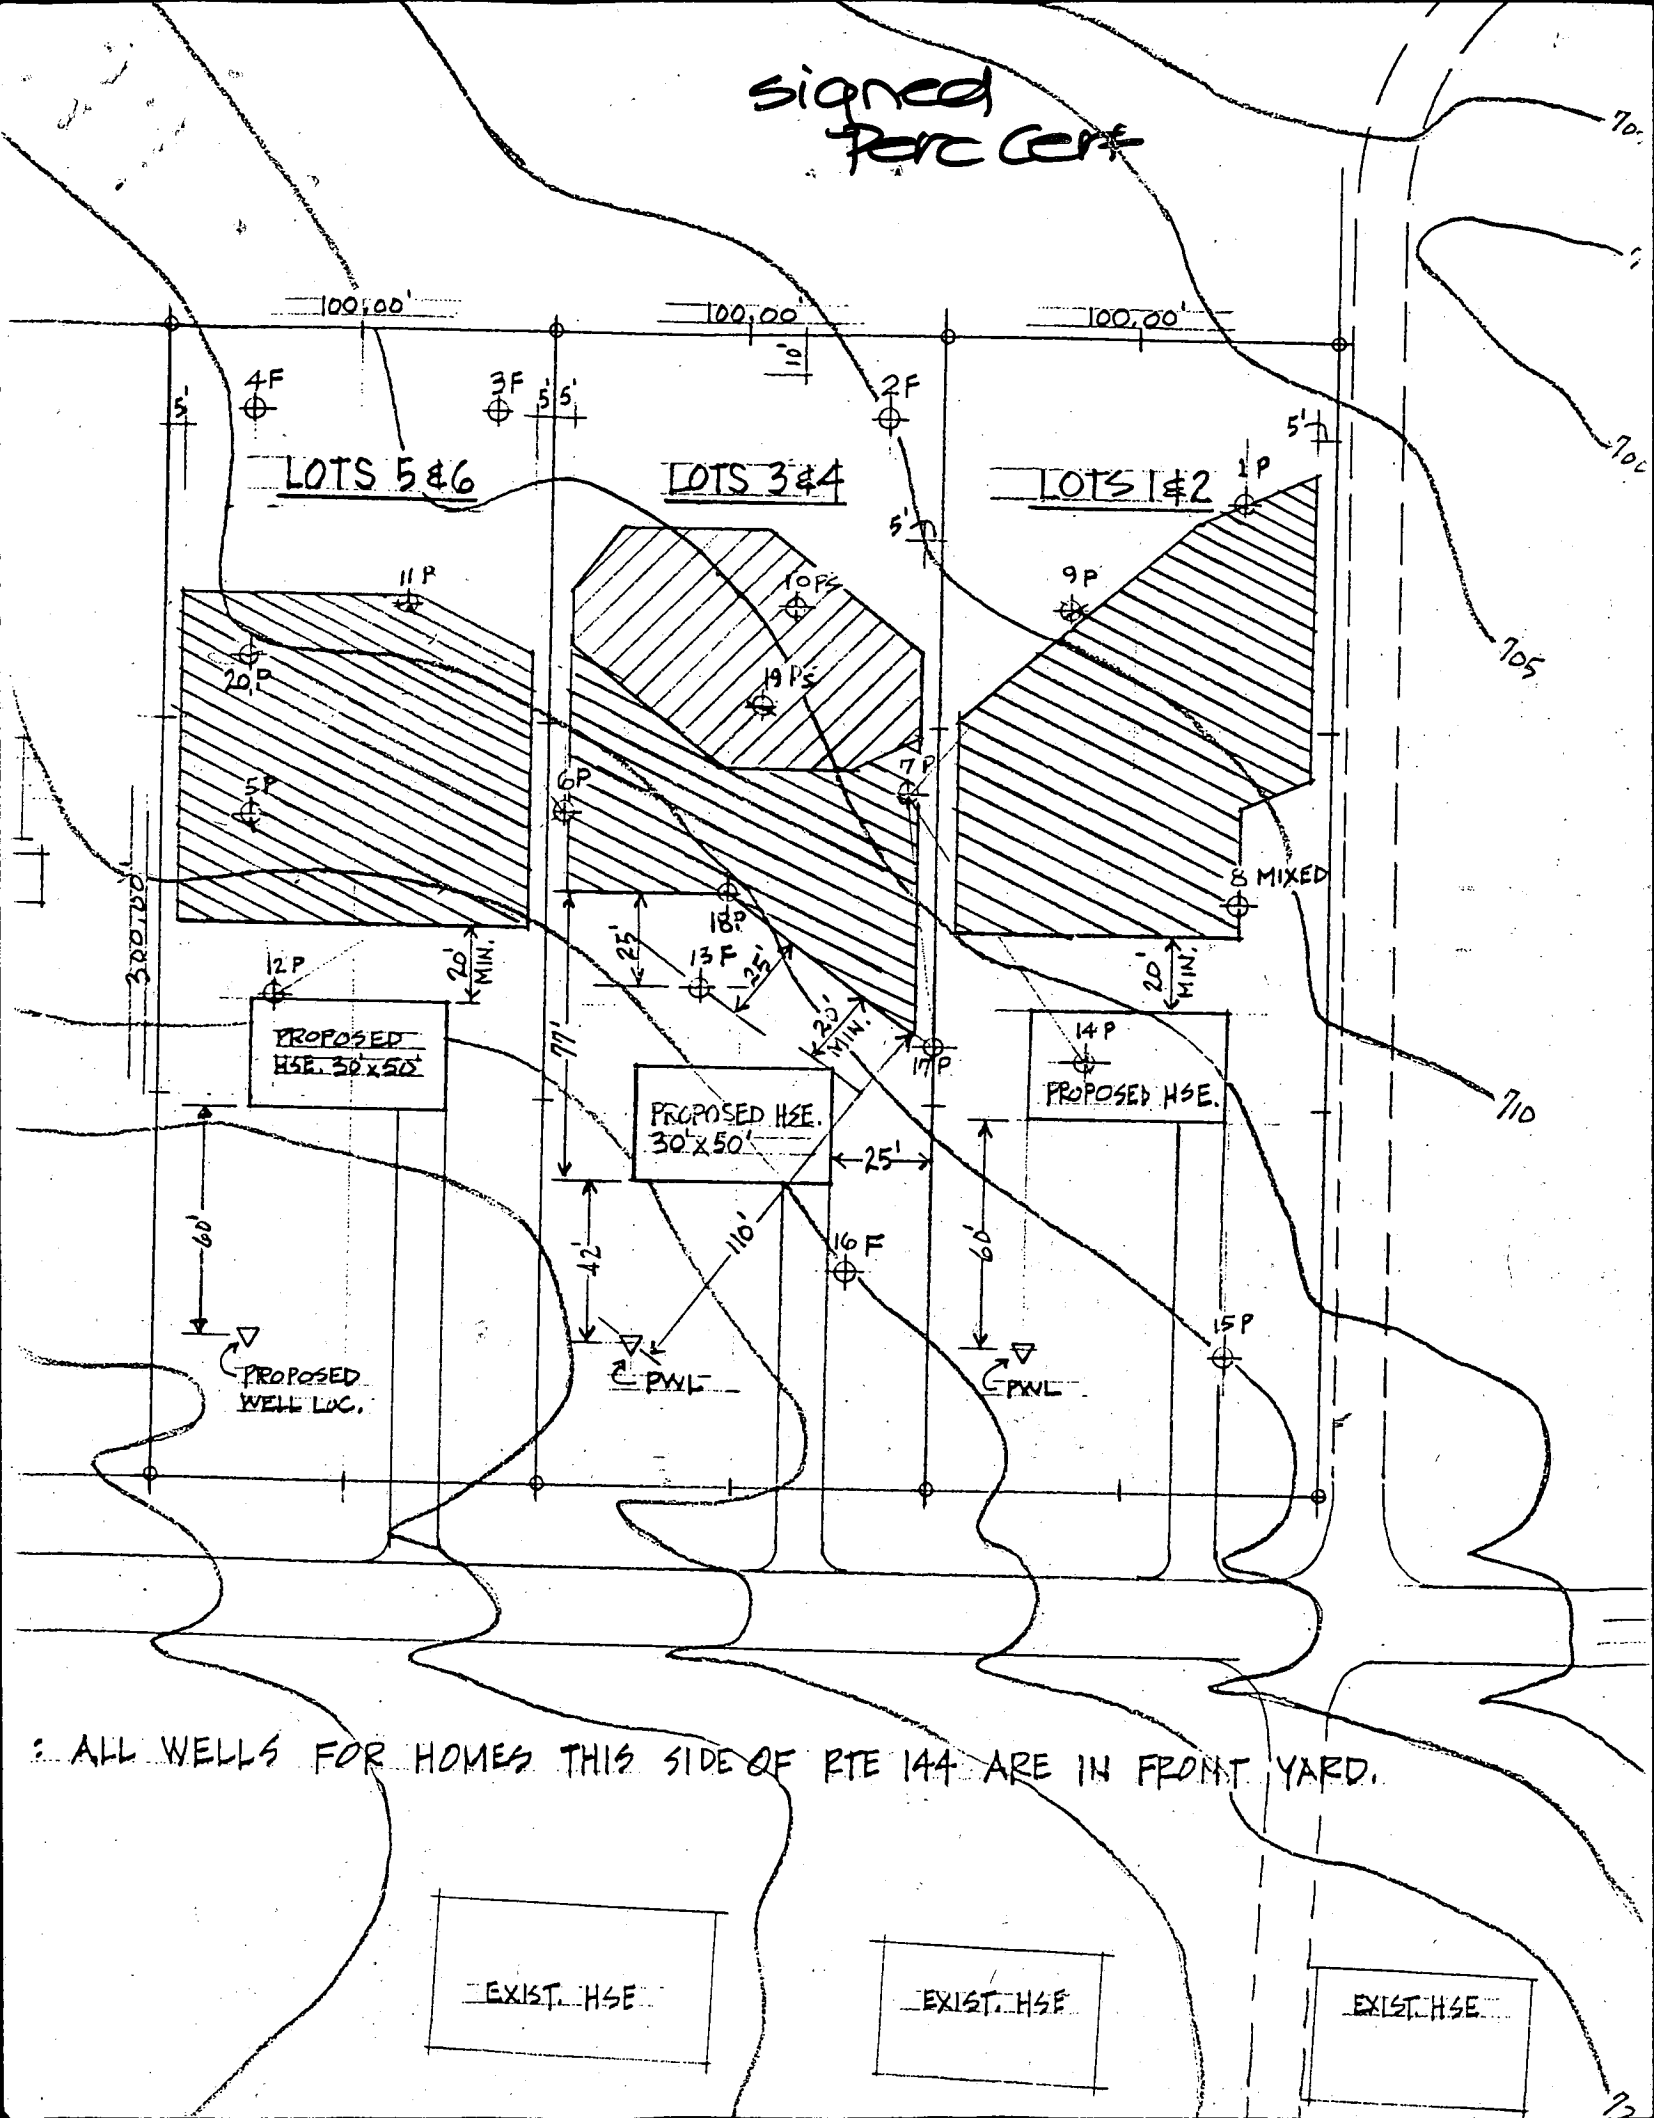 signed
Perc Cert
100.00'
100.00'
100.00'
10'
4F
3F
2F
5'
5'
5'
5'
LOTS 5 & 6
LOTS 3 & 4
LOTS 1 & 2
1P
5'
11P
10PS
9P
20P
19PS
705
5P
6P
7P
300.00'
8 MIXED
18P
20' MIN.
25'
13F
25'
20' MIN.
12P
77'
PROPOSED
HSE. 30'x50'
MIN.
17P
14P
PROPOSED HSE.
710
PROPOSED HSE.
30'x50'
25'
60'
42'
110'
16F
60'
15P
PROPOSED
WELL LOC.
PWL
PWL
: ALL WELLS FOR HOMES THIS SIDE OF RTE 144 ARE IN FRONT YARD.
EXIST. HSE
EXIST. HSE
EXIST. HSE